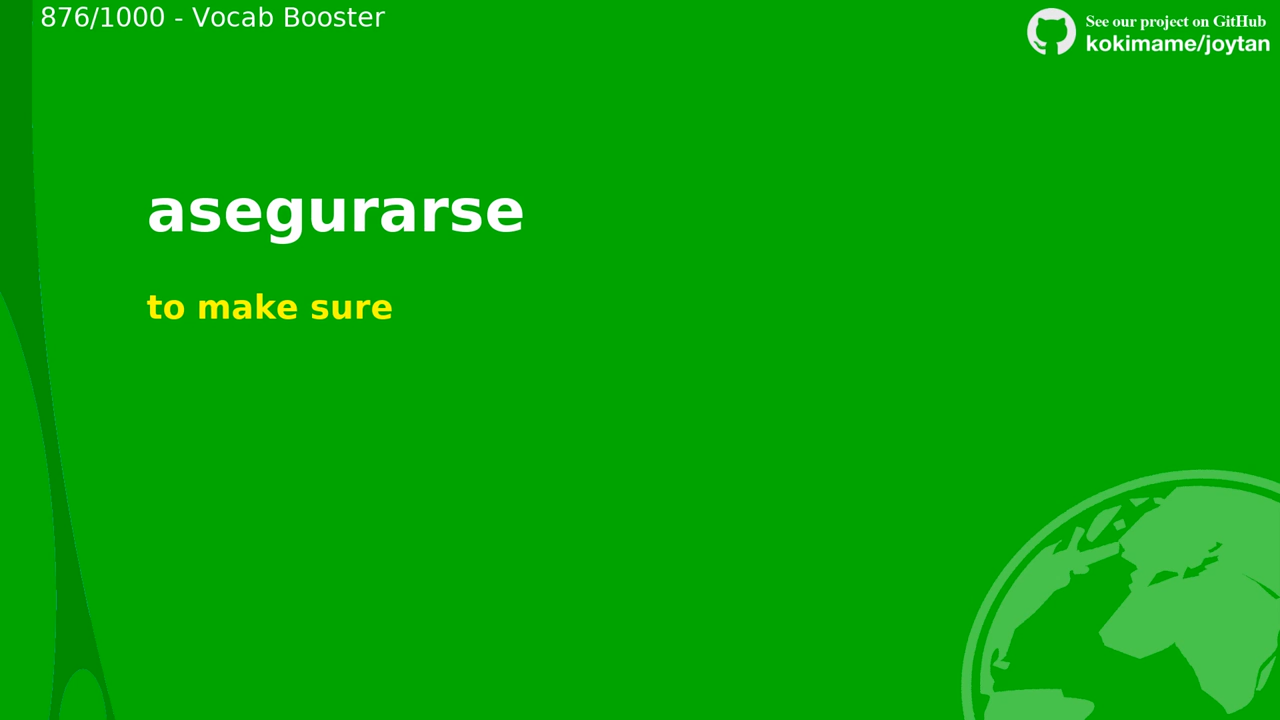 876/1000 - Vocab Booster
See our project on GitHub
kokimame/joytan
asegurarse
to make sure